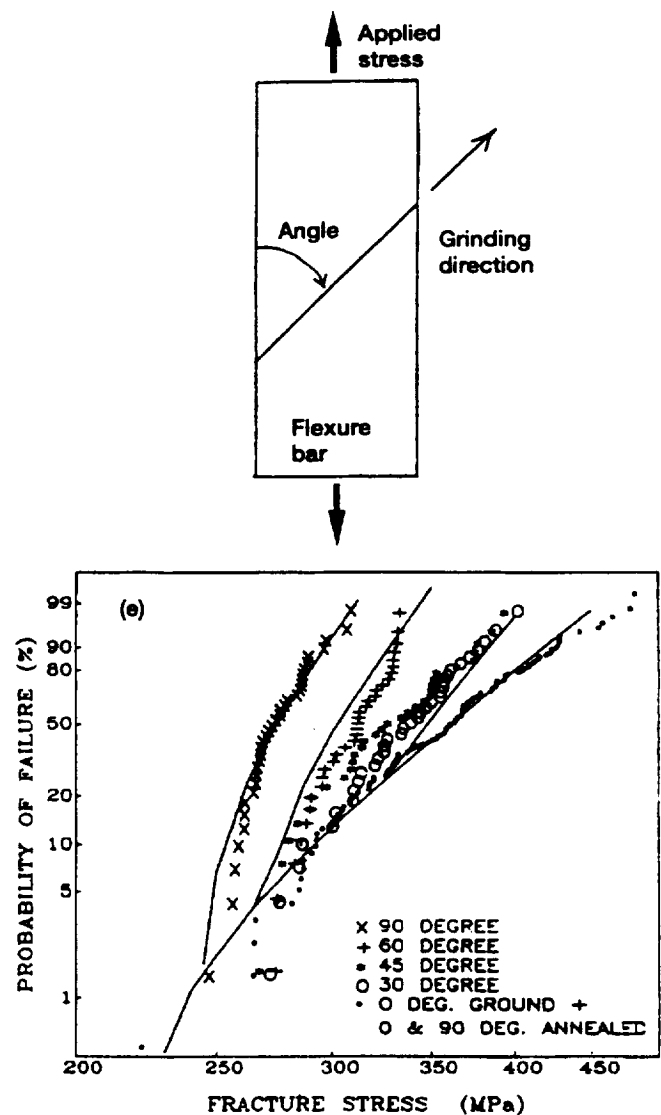 Applied
stress
Angle
Grinding
direction
Flexure
bar
(e)
PROBABILITY OF FAILURE (%)
99
90
80
50
20
10
5
1
× 90 DEGREE
+ 60 DEGREE
* 45 DEGREE
O 30 DEGREE
• 0 DEG. GROUND +
0 & 90 DEG. ANNEALED
200 250 300 350 400 450
FRACTURE STRESS (MPa)